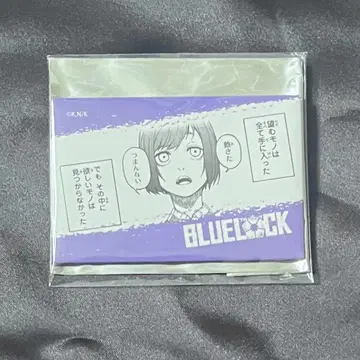 ©K,N/K
望むモノは
全て手に入った
飽きた
つまんない
でも その中に
欲しいモノは
見つからなかった
BLUELOCK